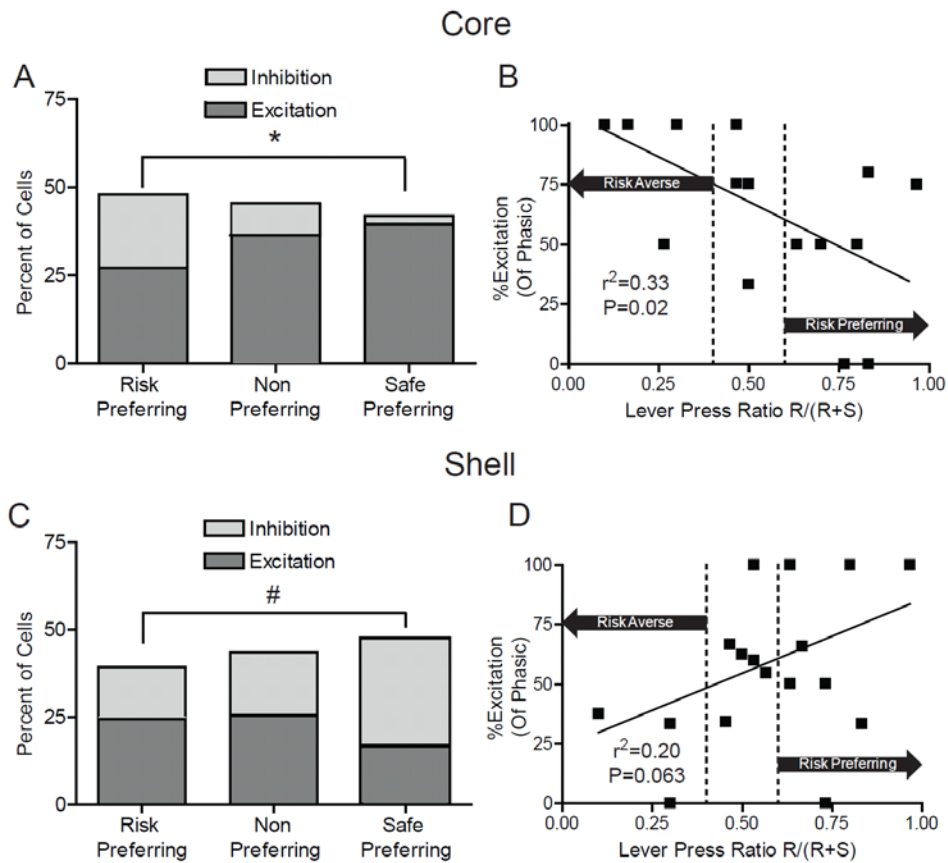 Core
A
Inhibition
Excitation
75
50
25
0
Percent of Cells
*
Risk
Preferring
Non
Preferring
Safe
Preferring
B
100
75
50
25
0
%Excitation
(Of Phasic)
Risk Averse
r²=0.33
P=0.02
Risk Preferring
0.00 0.25 0.50 0.75 1.00
Lever Press Ratio R/(R+S)
Shell
C
Inhibition
Excitation
75
50
25
0
Percent of Cells
#
Risk
Preferring
Non
Preferring
Safe
Preferring
D
100
75
50
25
0
%Excitation
(Of Phasic)
Risk Averse
r²=0.20
P=0.063
Risk Preferring
0.00 0.25 0.50 0.75 1.00
Lever Press Ratio R/(R+S)